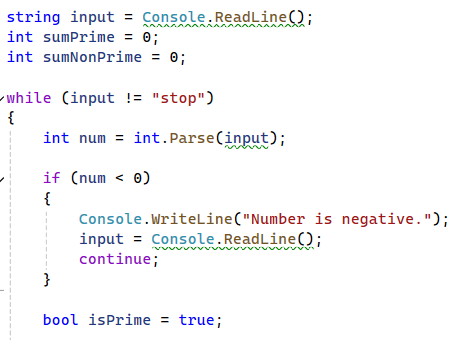 string input = Console.ReadLine();
int sumPrime = 0;
int sumNonPrime = 0;
while (input != "stop")
{
int num = int.Parse(input);
if (num < 0)
{
Console.WriteLine("Number is negative.");
input = Console.ReadLine();
continue;
}
bool isPrime = true;